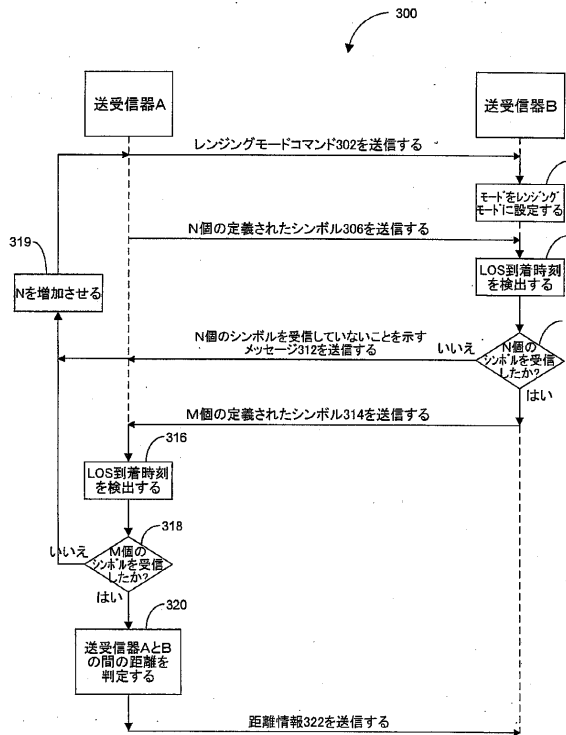 300
送受信器A
送受信器B
レンジングモードコマンド302を送信する
モードをレンジング
モードに設定する
N個の定義されたシンボル306を送信する
319
Nを増加させる
LOS到着時刻
を検出する
N個のシンボルを受信していないことを示す
メッセージ312を送信する
いいえ
N個の
シンボルを受信
したか?
はい
M個の定義されたシンボル314を送信する
316
LOS到着時刻
を検出する
318
いいえ
M個の
シンボルを受信
したか?
はい
320
送受信器AとB
の間の距離を
判定する
距離情報322を送信する